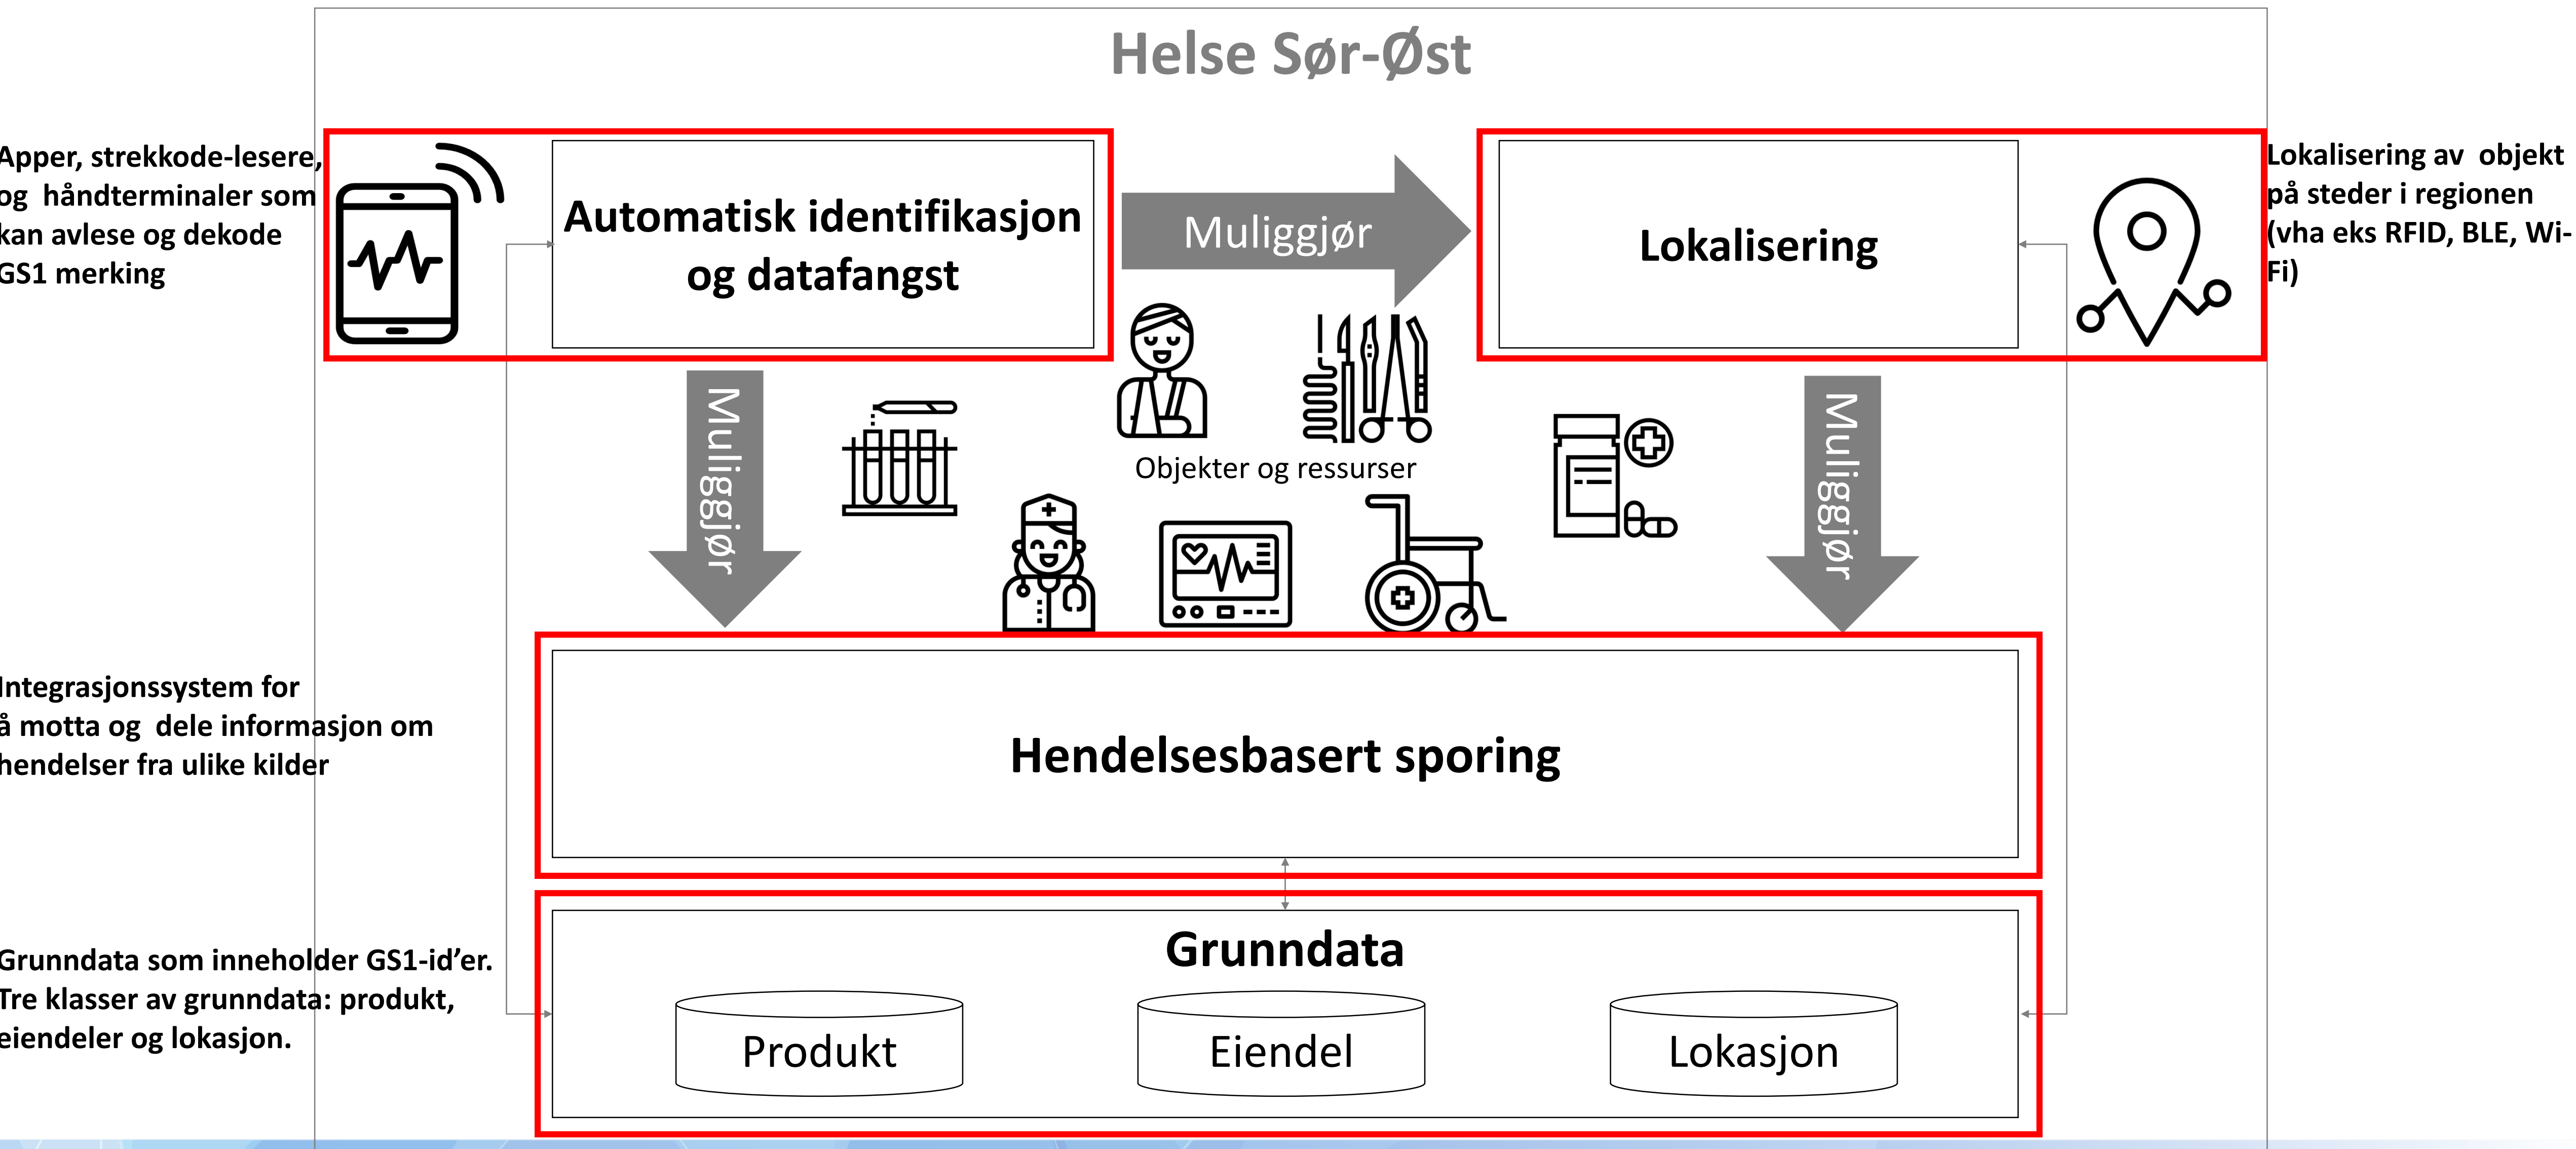 Helse Sør-Øst
Apper, strekkode-lesere,
og håndterminaler som
kan avlese og dekode
GS1 merking
Automatisk identifikasjon
og datafangst
Muliggjør
Lokalisering
Lokalisering av objekt
på steder i regionen
(vha eks RFID, BLE, Wi-
Fi)
Muliggjør
Objekter og ressurser
Muliggjør
Integrasjonssystem for
å motta og dele informasjon om
hendelser fra ulike kilder
Hendelsesbasert sporing
Grunndata som inneholder GS1-id’er.
Tre klasser av grunndata: produkt,
eiendeler og lokasjon.
Grunndata
Produkt
Eiendel
Lokasjon